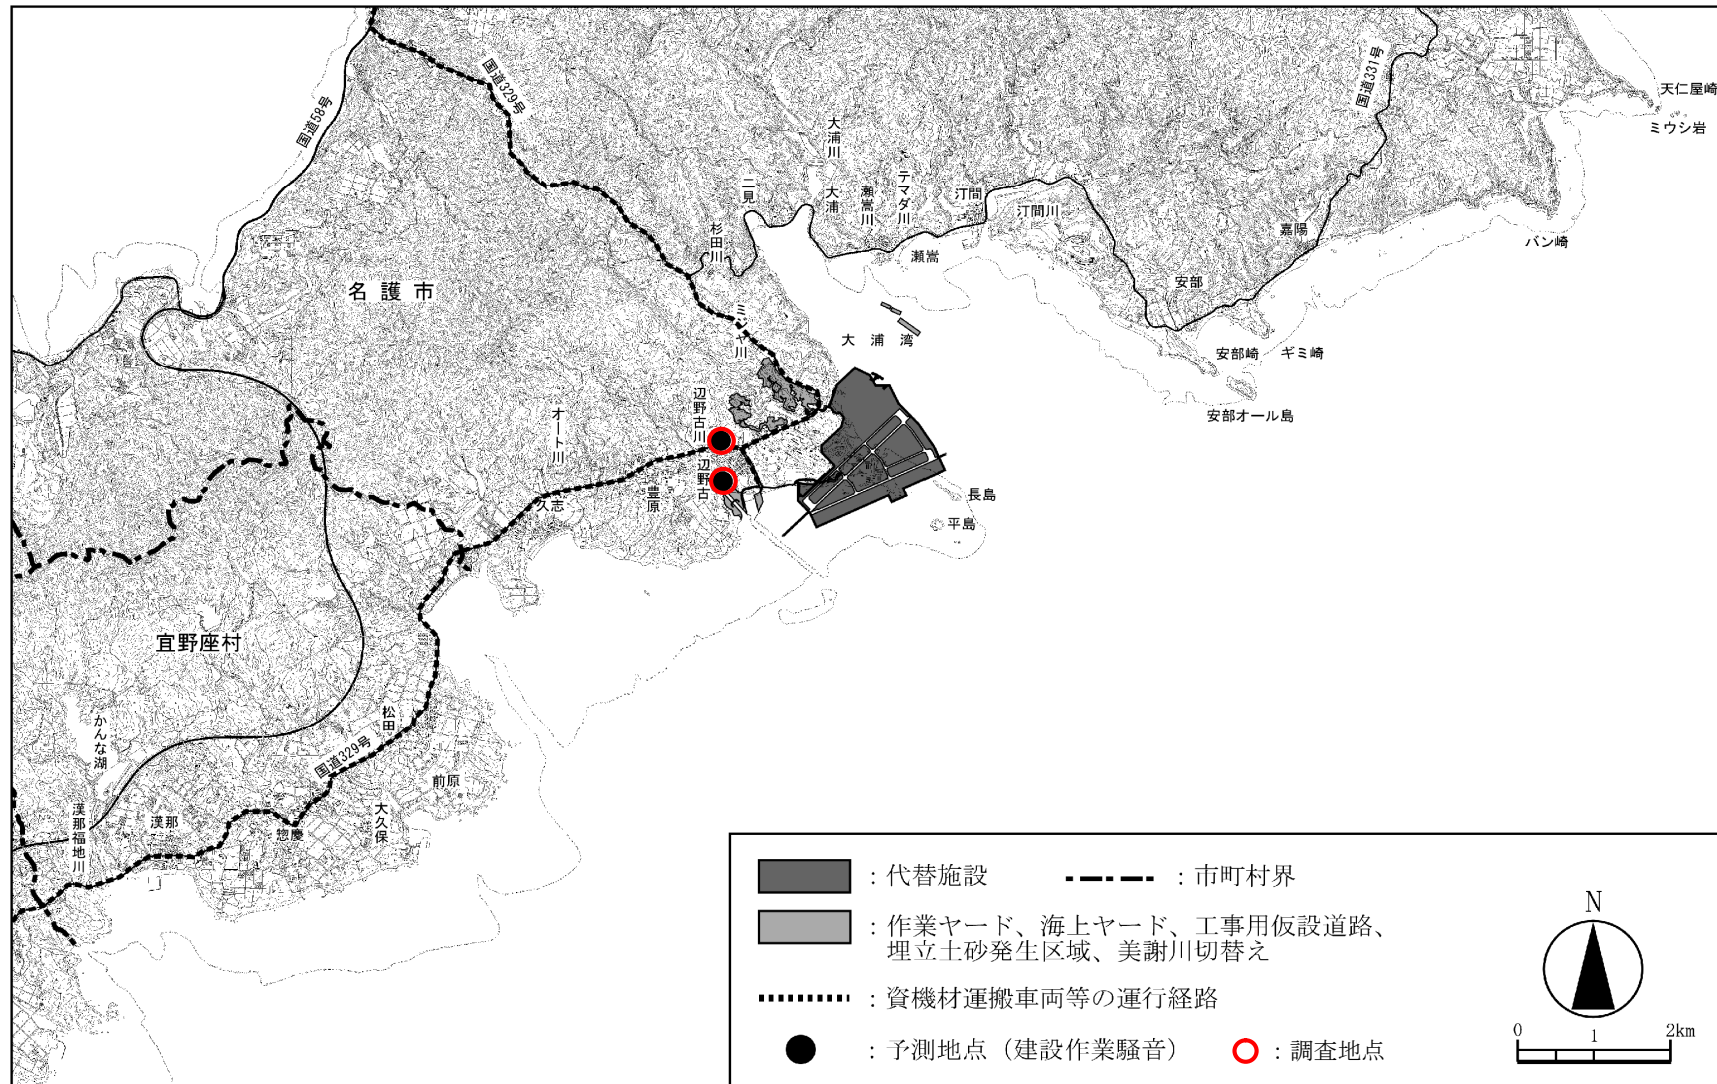 国道58号
国道329号
国道331号
天仁屋崎
ミウシ岩
バン崎
大浦川
大浦
二見
瀬嵩川
テマダ川
汀間
汀間川
杉田川
瀬嵩
嘉陽
安部
名護市
ミジャ川
大浦湾
安部崎
ギミ崎
安部オール島
オートト川
辺野古川
辺野古
豊原
久志
長島
平島
宜野座村
かんな湖
松田
国道329号
前原
大久保
漢那福地川
漢那
惣慶
:代替施設
:市町村界
:作業ヤード、海上ヤード、工事用仮設道路、
埋立土砂発生区域、美謝川切替え
:資機材運搬車両等の運行経路
:予測地点（建設作業騒音）
:調査地点
N
0 1 2km